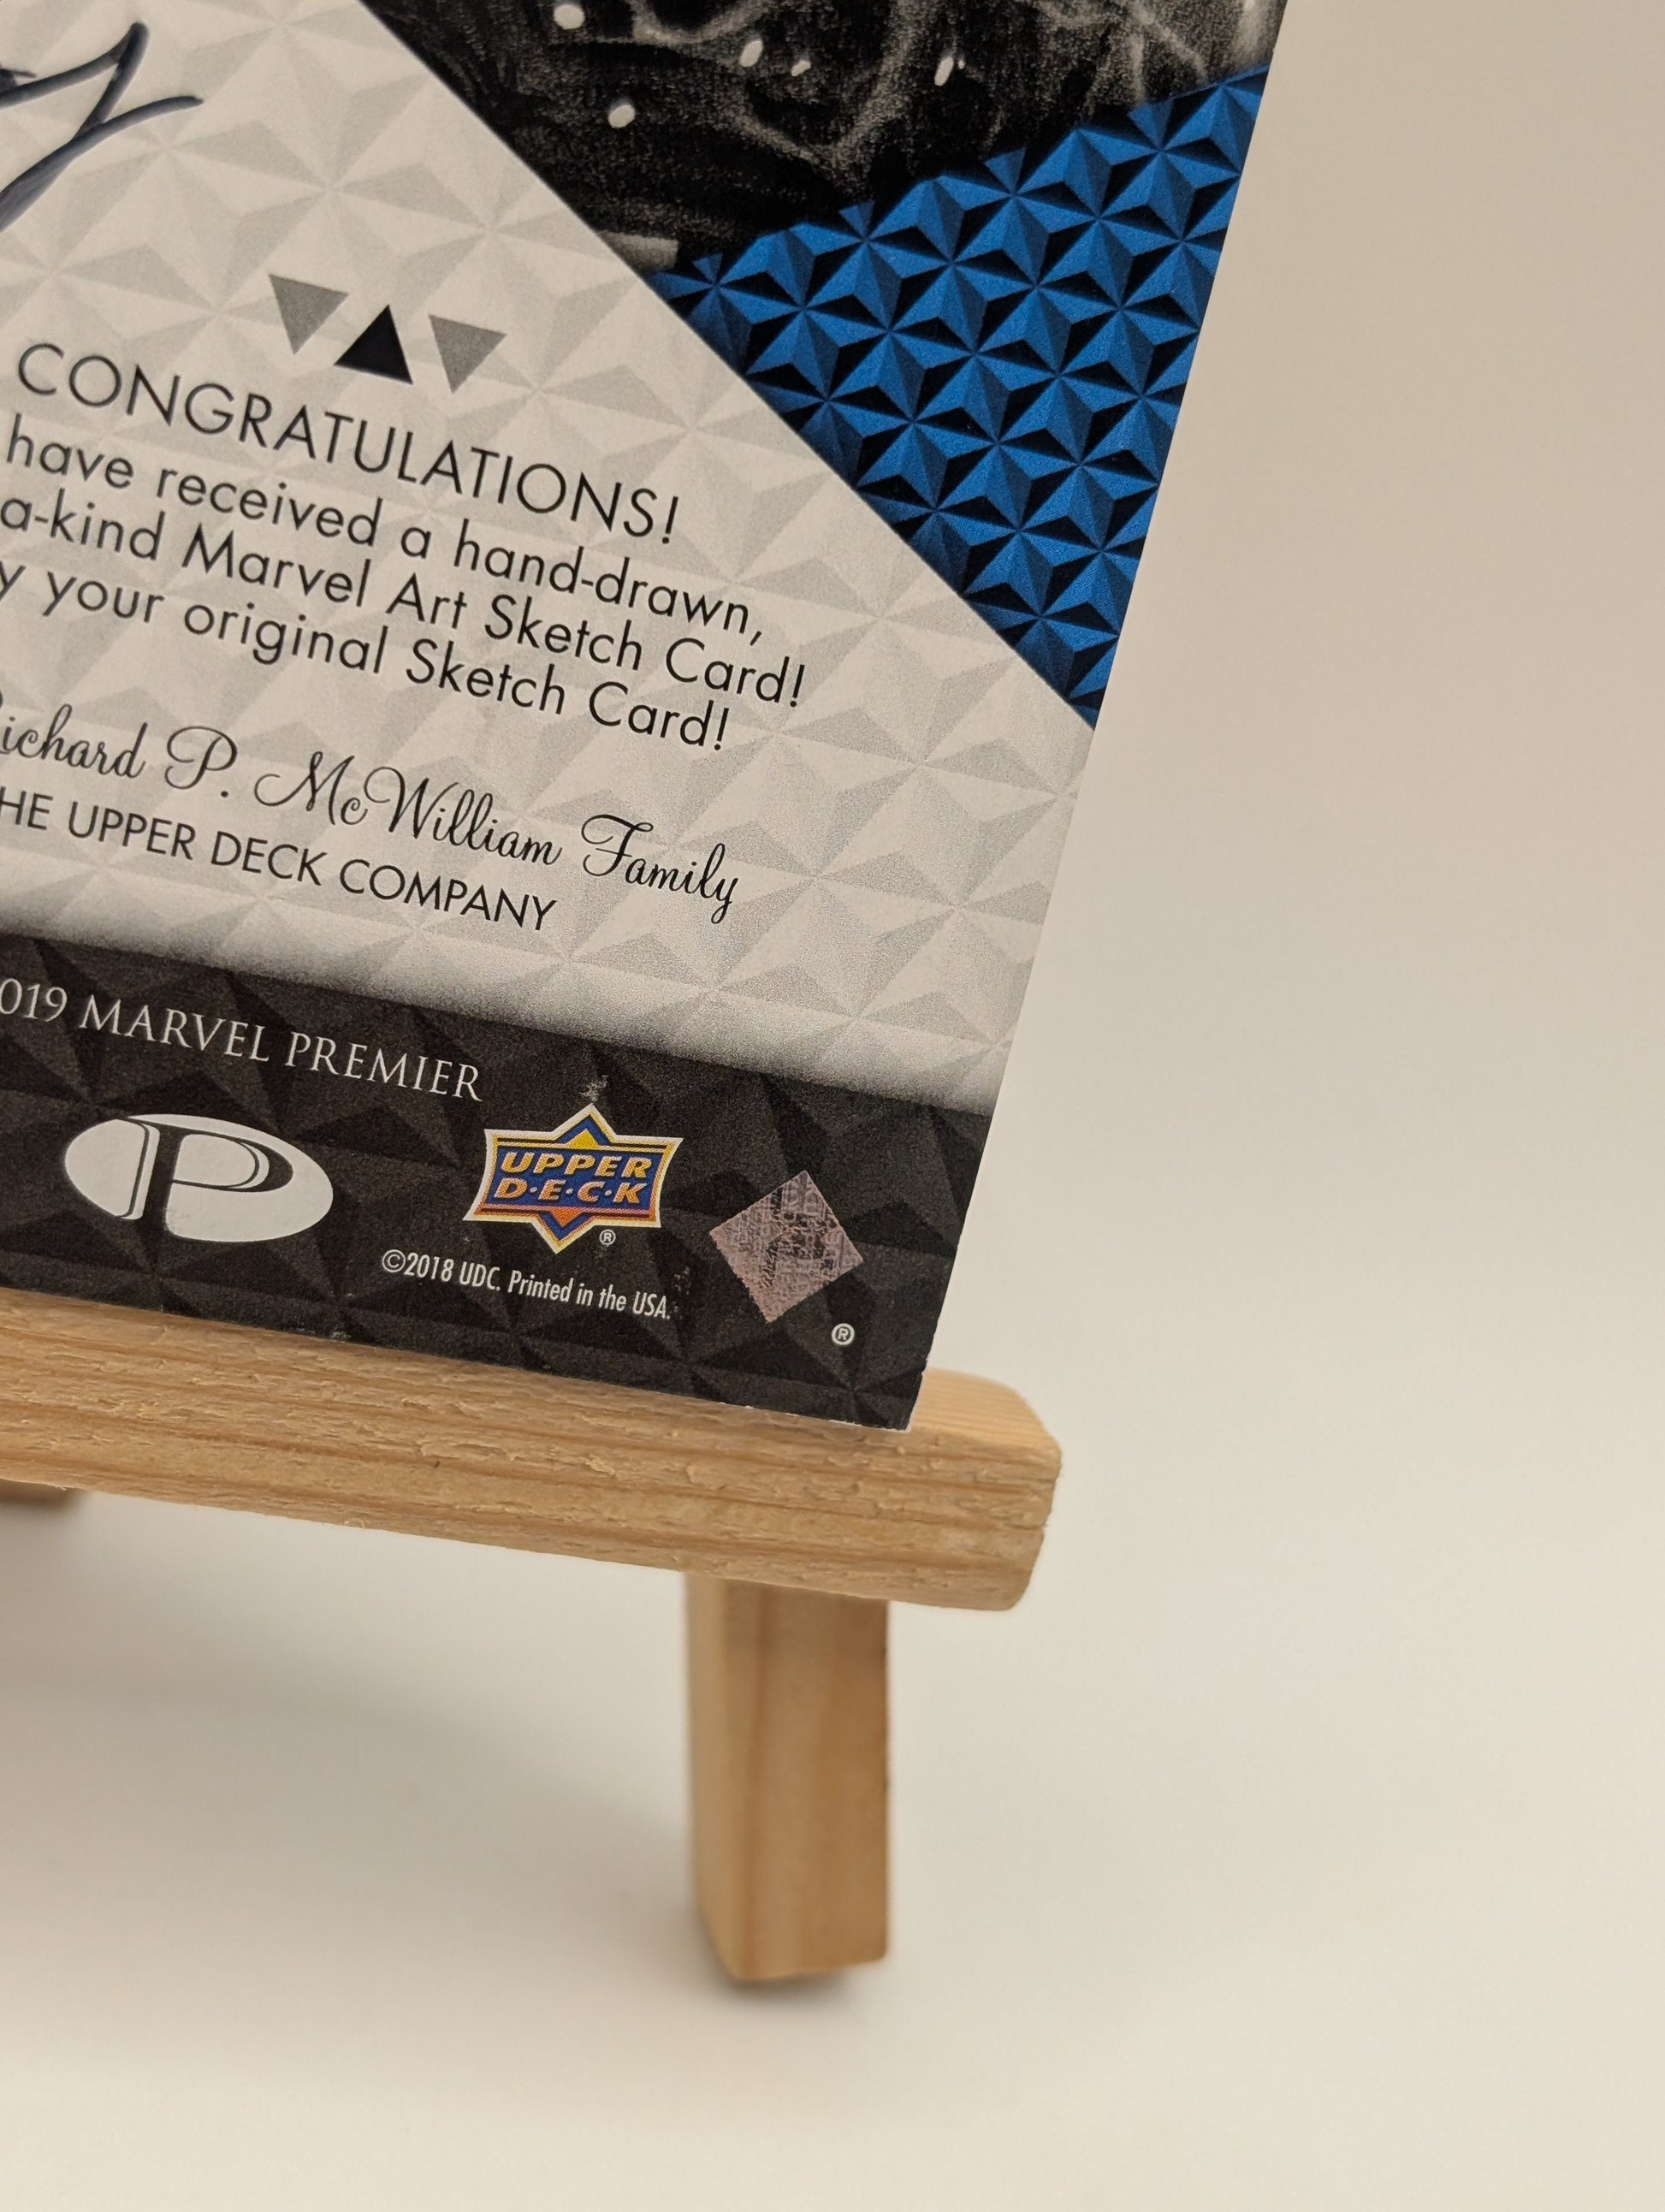 CONGRATULATIONS!
have received a hand-drawn,
a-kind Marvel Art Sketch Card!
y your original Sketch Card!
ichard P. McWilliam Family
HE UPPER DECK COMPANY
019 MARVEL PREMIER
P
UPPER
D·E·C·K
®
©2018 UDC. Printed in the USA.
®